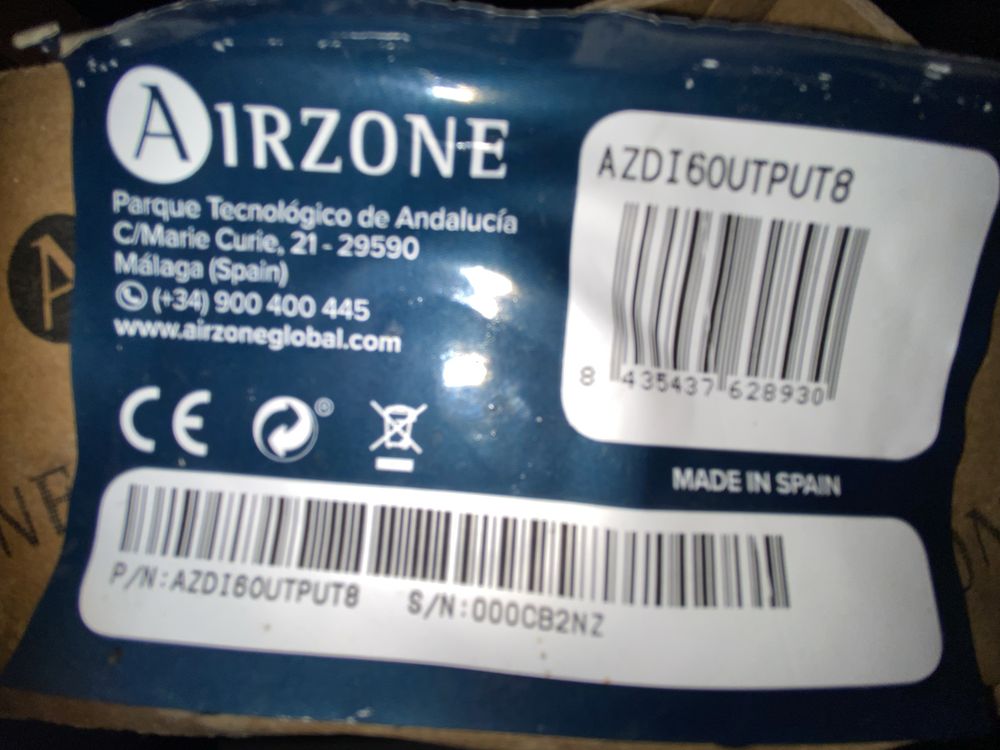 AIRZONE
Parque Tecnológico de Andalucía
C/Marie Curie, 21 - 29590
Málaga (Spain)
(+34) 900 400 445
www.airzoneglobal.com
CE
AZDI6OUTPUT8
8 435437 628930
MADE IN SPAIN
P/N:AZDI6OUTPUT8 S/N:000CB2NZ
A
NE